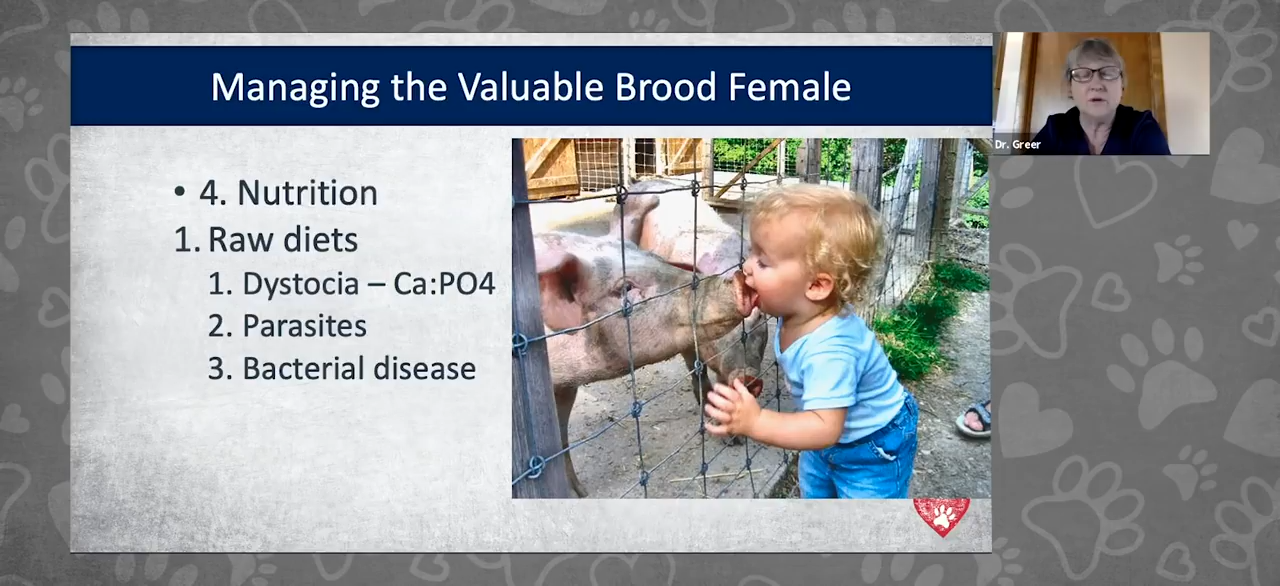 Managing the Valuable Brood Female
Dr. Greer
• 4. Nutrition
1. Raw diets
1. Dystocia – Ca:PO4
2. Parasites
3. Bacterial disease